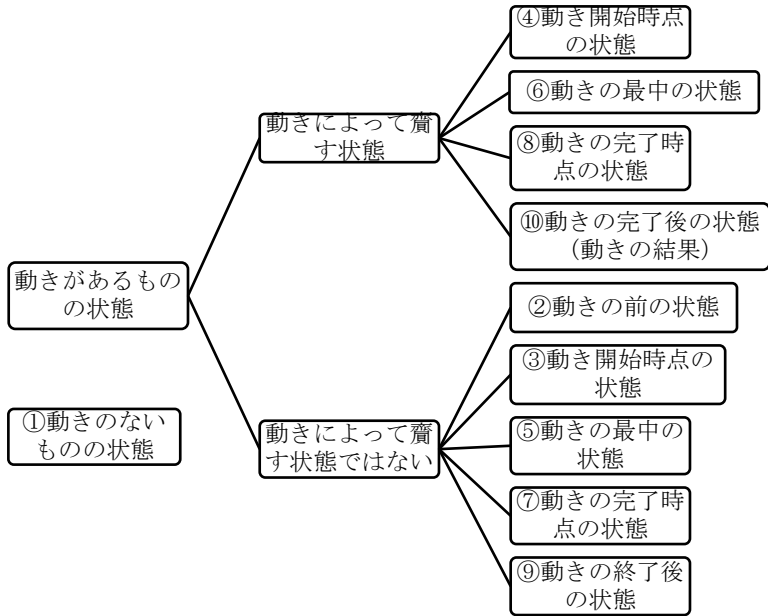 ④動き開始時点
の状態
⑥動きの最中の状態
動きによって齎
す状態
⑧動きの完了時
点の状態
⑩動きの完了後の状態
(動きの結果)
動きがあるもの
の状態
②動きの前の状態
③動き開始時点の
状態
①動きのない
ものの状態
動きによって齎
す状態ではない
⑤動きの最中の
状態
⑦動きの完了時
点の状態
⑨動きの終了後
の状態